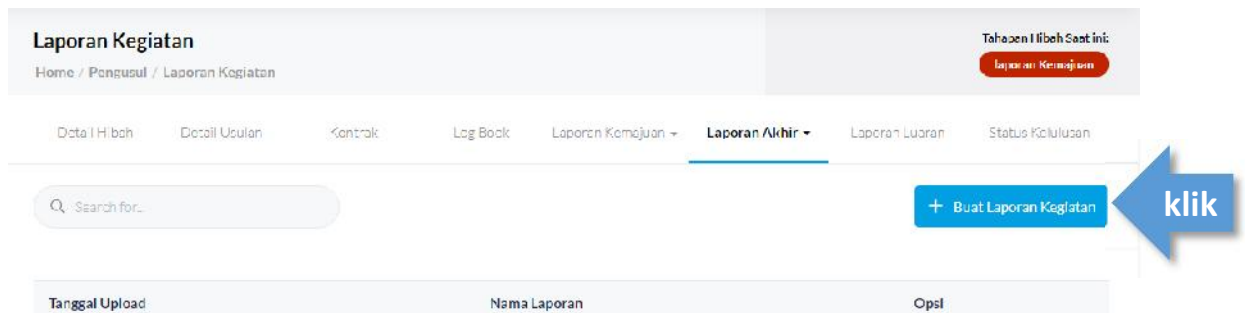 Laporan Kegiatan
Tahapan Hibah Saat ini:
Home / Pengusul / Laporan Kegiatan
laporan Kemajuan
Detail Hibah Detail Usulan Kontrak Log Book Laporan Kemajuan Laporan Akhir Laporan Luaran Status Kelulusan
Search for...
+ Buat Laporan Kegiatan
klik
Tanggal Upload Nama Laporan Opsi